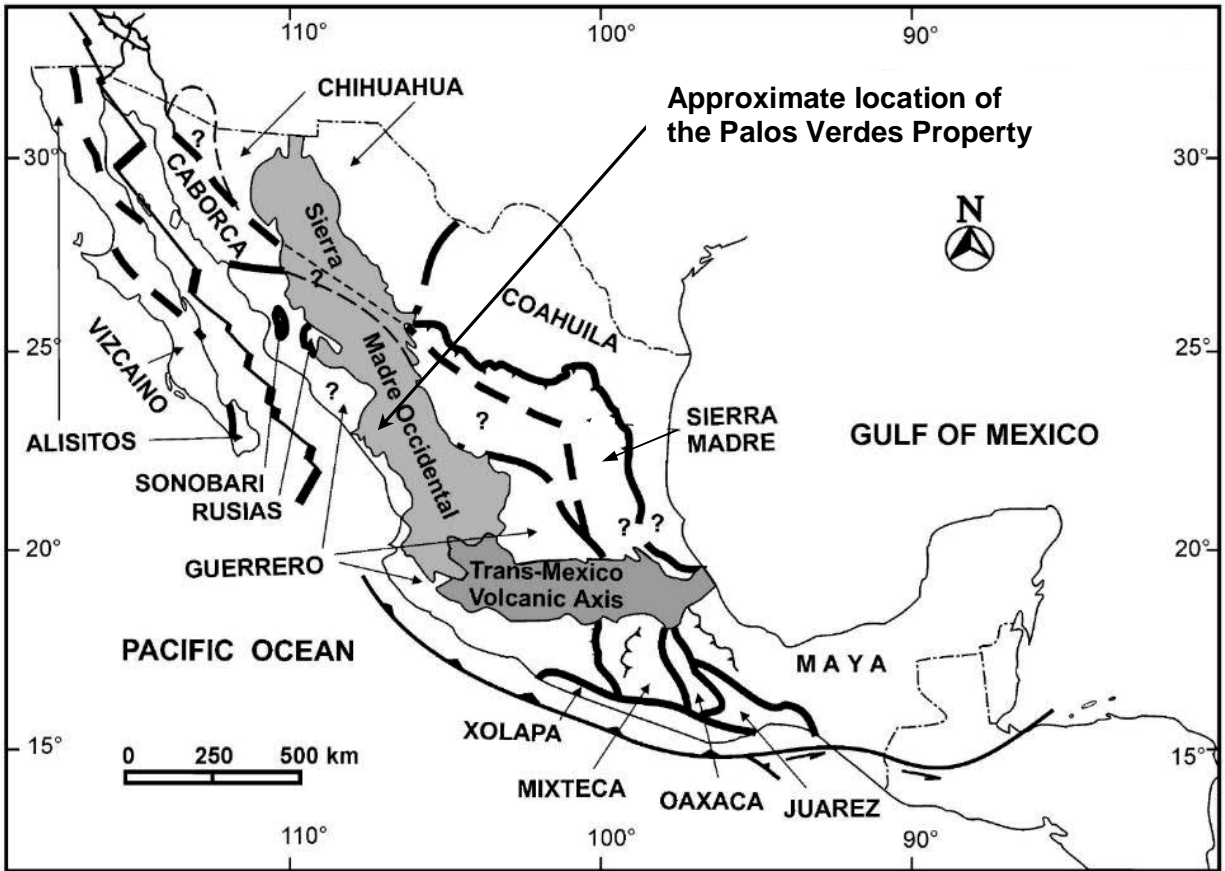 110°
100°
90°
CHIHUAHUA
Approximate location of
the Palos Verdes Property
30°
?
30°
CABORCA
Sierra
N
?
COAHUILA
25°
VIZCAINO
Madre Occidental
25°
?
?
SIERRA
MADRE
GULF OF MEXICO
ALISITOS
SONOBARI
RUSIAS
? ?
20°
GUERRERO
Trans-Mexico
Volcanic Axis
20°
PACIFIC OCEAN
MAYA
XOLAPA
15°
0 250 500 km
15°
MIXTECA
OAXACA
JUAREZ
110°
100°
90°